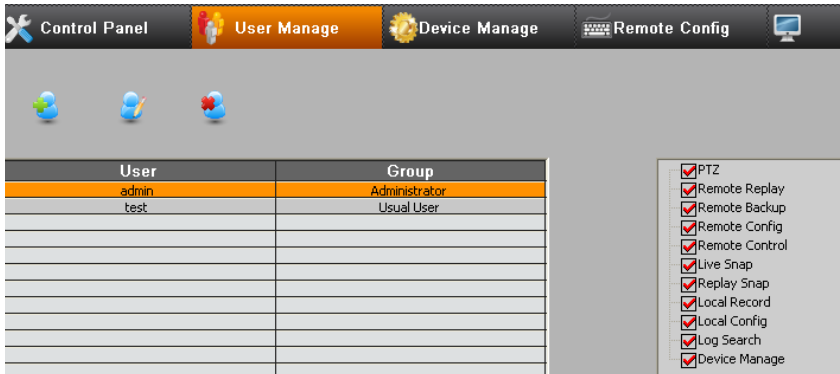 Control Panel User Manage Device Manage Remote Config
User Group
admin Administrator
test Usual User
PTZ
Remote Replay
Remote Backup
Remote Config
Remote Control
Live Snap
Replay Snap
Local Record
Local Config
Log Search
Device Manage